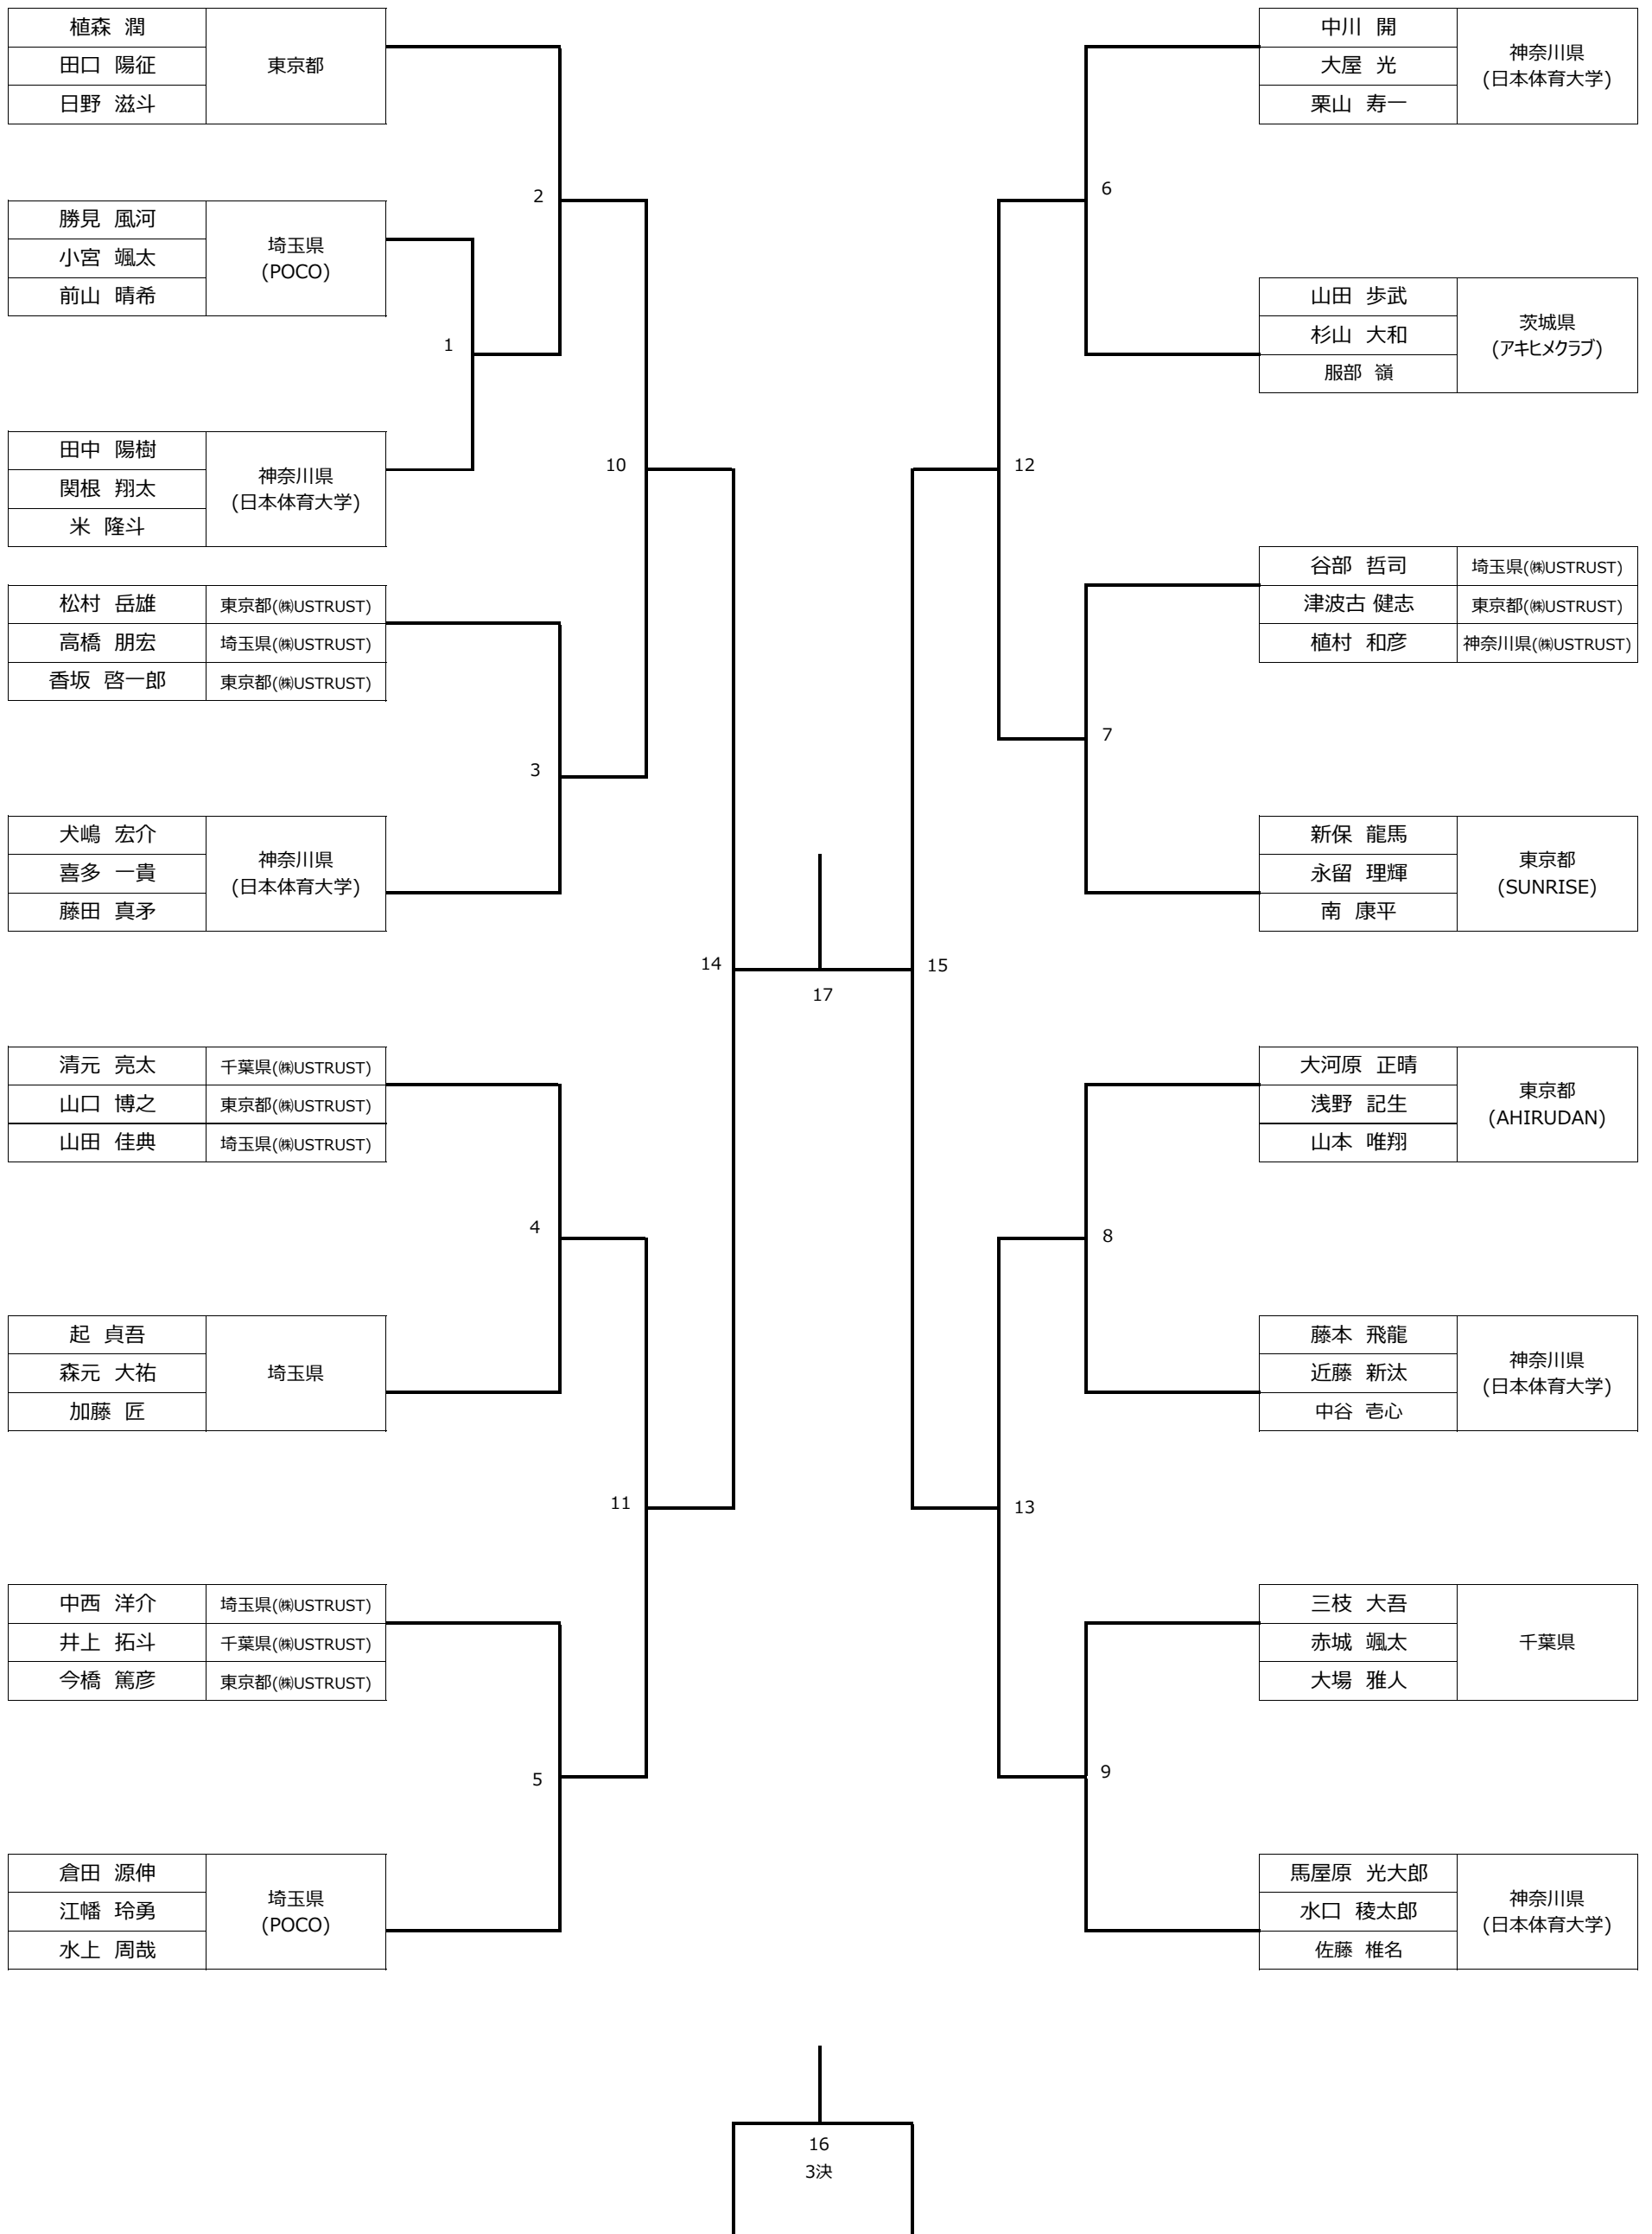 植森 潤
田口 陽征
日野 滋斗
東京都
2
勝見 風河
小宮 颯太
前山 晴希
埼玉県
(POCO)
1
田中 陽樹
関根 翔太
米 隆斗
神奈川県
(日本体育大学)
10
松村 岳雄 東京都(㈱USTRUST)
高橋 朋宏 埼玉県(㈱USTRUST)
香坂 啓一郎 東京都(㈱USTRUST)
3
犬嶋 宏介
喜多 一貴
藤田 真矛
神奈川県
(日本体育大学)
14
清元 亮太 千葉県(㈱USTRUST)
山口 博之 東京都(㈱USTRUST)
山田 佳典 埼玉県(㈱USTRUST)
4
起 貞吾
森元 大祐
加藤 匠
埼玉県
11
中西 洋介 埼玉県(㈱USTRUST)
井上 拓斗 千葉県(㈱USTRUST)
今橋 篤彦 東京都(㈱USTRUST)
5
倉田 源伸
江幡 玲勇
水上 周哉
埼玉県
(POCO)
17
中川 開
大屋 光
栗山 寿一
神奈川県
(日本体育大学)
6
山田 歩武
杉山 大和
服部 嶺
茨城県
(アキヒメクラブ)
12
谷部 哲司 埼玉県(㈱USTRUST)
津波古 健志 東京都(㈱USTRUST)
植村 和彦 神奈川県(㈱USTRUST)
7
新保 龍馬
永留 理輝
南 康平
東京都
(SUNRISE)
15
大河原 正晴
浅野 記生
山本 唯翔
東京都
(AHIRUDAN)
8
藤本 飛龍
近藤 新汰
中谷 壱心
神奈川県
(日本体育大学)
13
三枝 大吾
赤城 颯太
大場 雅人
千葉県
9
馬屋原 光大郎
水口 稜太郎
佐藤 椎名
神奈川県
(日本体育大学)
16
3決